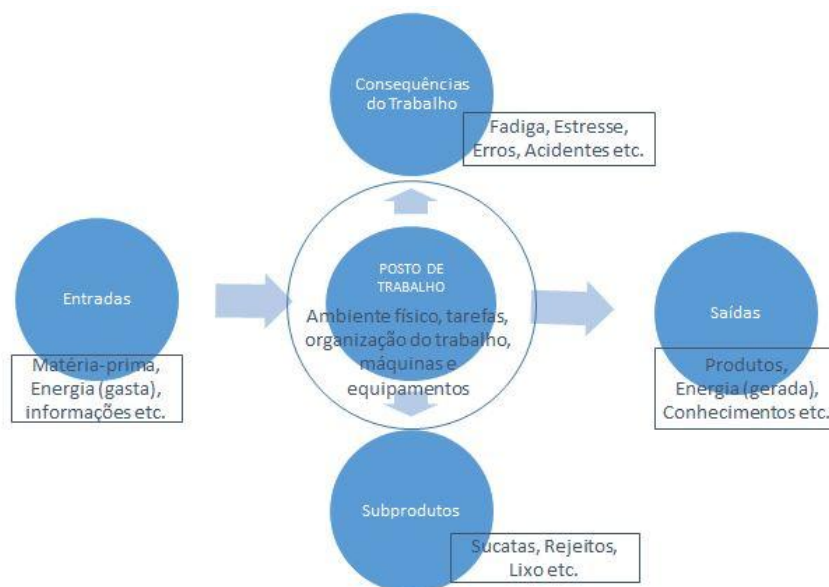 Consequências
do Trabalho
Fadiga, Estresse,
Erros, Acidentes etc.
Entradas
Matéria-prima,
Energia (gasta),
informações etc.
POSTO DE
TRABALHO
Ambiente físico, tarefas,
organização do trabalho,
máquinas e
equipamentos
Saídas
Produtos,
Energia (gerada),
Conhecimentos etc.
Subprodutos
Sucatas, Rejeitos,
Lixo etc.